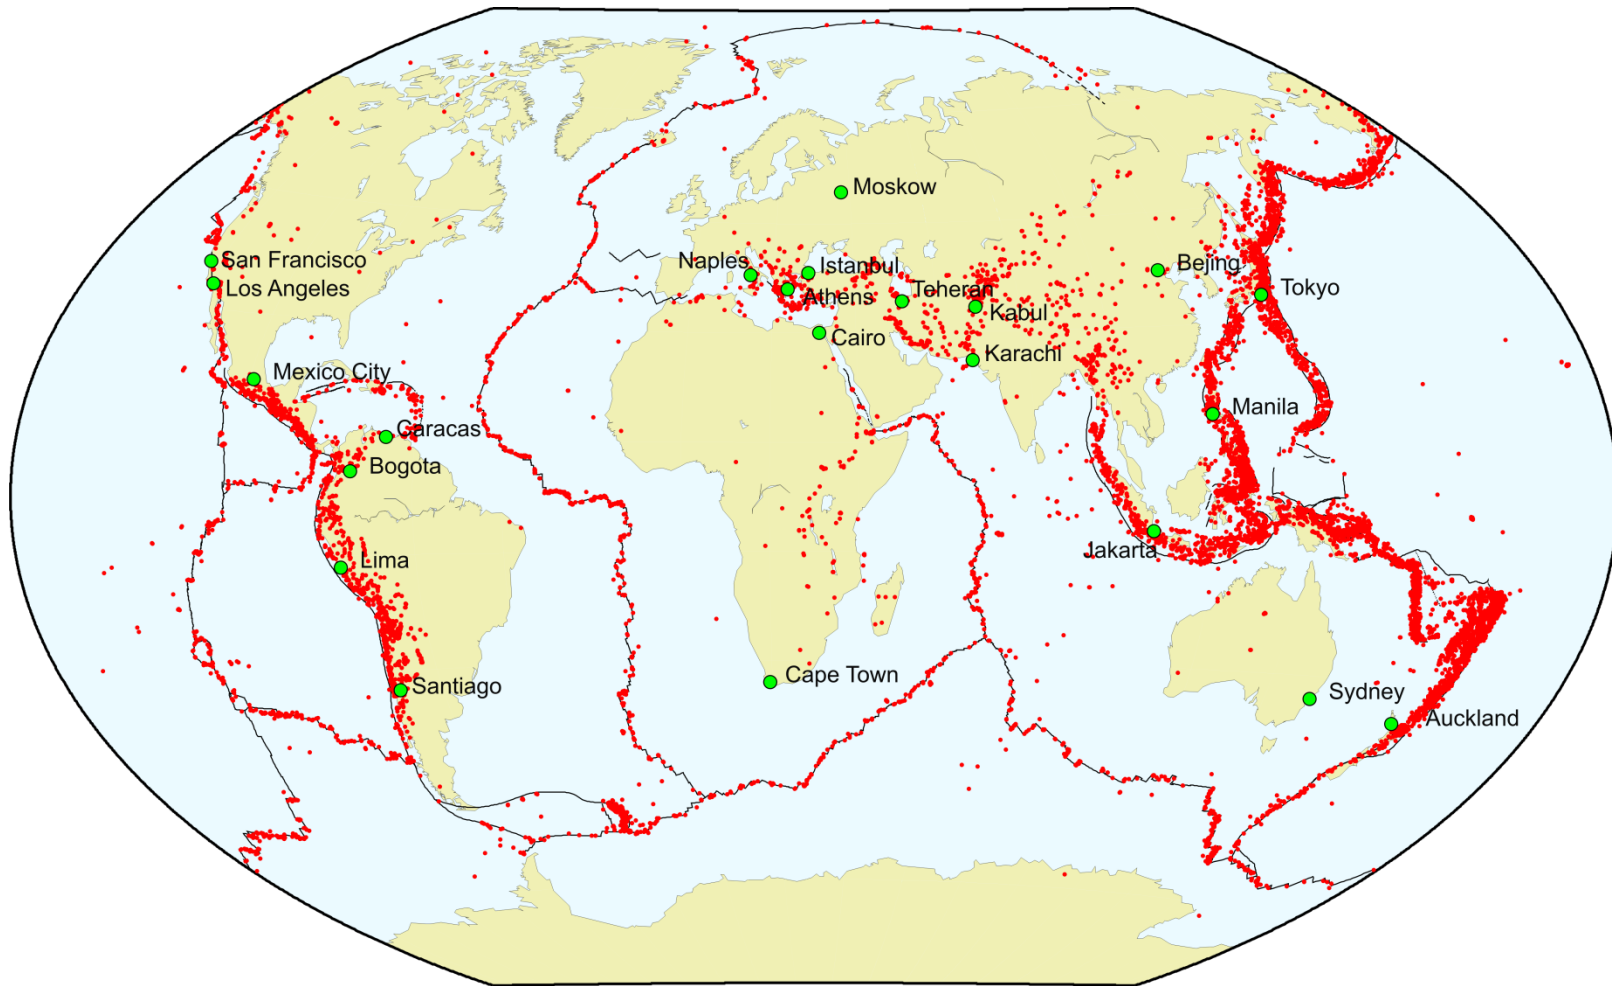 Moskow
San Francisco
Naples
Istanbul
Bejing
Los Angeles
Athens
Teheran
Tokyo
Kabul
Cairo
Karachi
Mexico City
Manila
Caracas
Bogota
Jakarta
Lima
Cape Town
Santiago
Sydney
Auckland